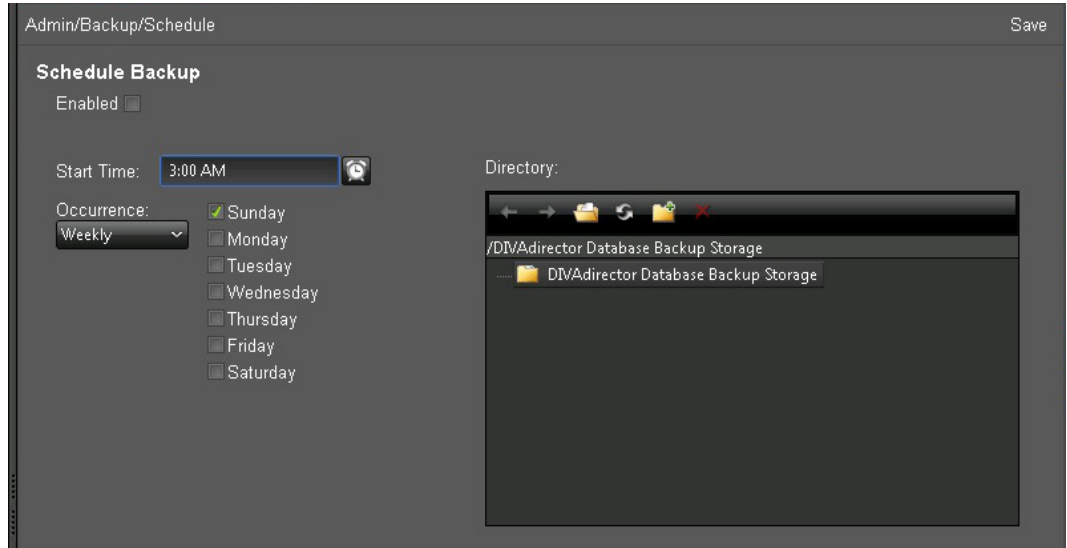 Admin/Backup/Schedule Save
Schedule Backup
Enabled
Start Time: 3:00 AM
Occurrence:
Weekly
Sunday
Monday
Tuesday
Wednesday
Thursday
Friday
Saturday
Directory:
/DIVAdirector Database Backup Storage
DIVAdirector Database Backup Storage